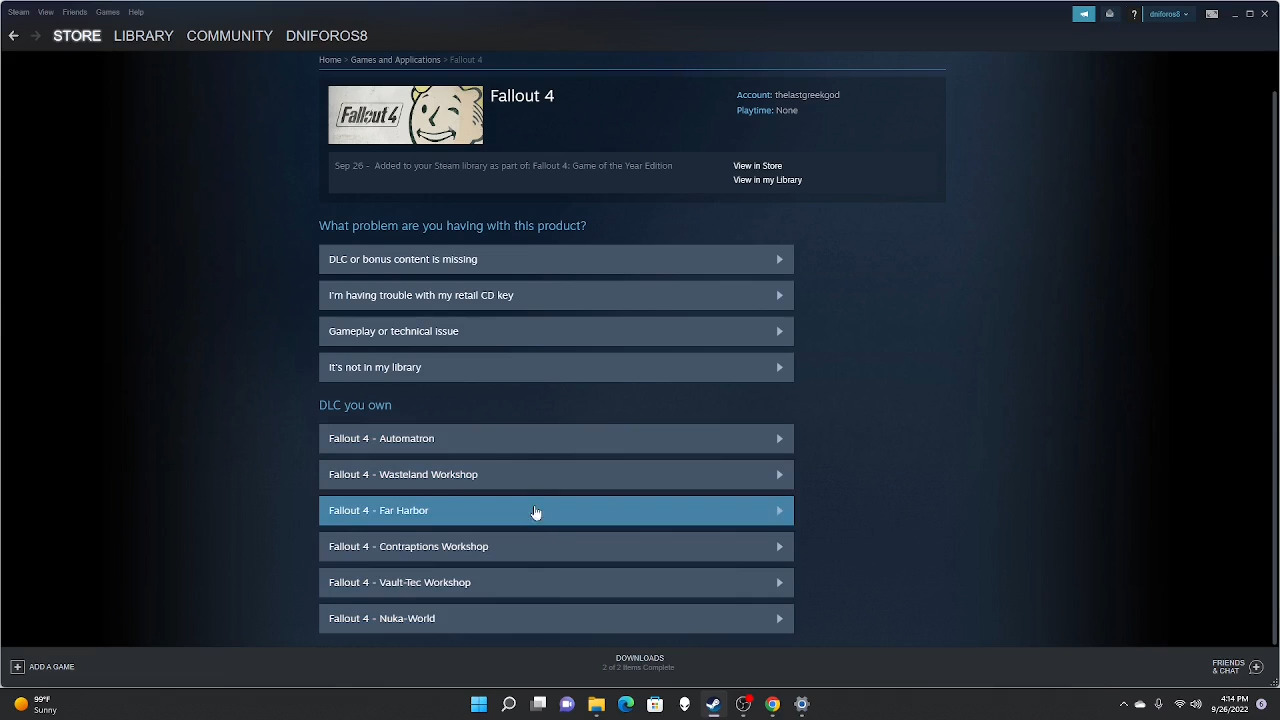 Steam View Friends Games Help
dniforos8
STORE LIBRARY COMMUNITY DNIFOROS8
Home > Games and Applications > Fallout 4
Fallout 4
Fallout 4
Account: thelastgreekgod
Playtime: None
Sep 26 - Added to your Steam library as part of: Fallout 4: Game of the Year Edition
View in Store
View in my Library
What problem are you having with this product?
DLC or bonus content is missing
I'm having trouble with my retail CD key
Gameplay or technical issue
It's not in my library
DLC you own
Fallout 4 - Automatron
Fallout 4 - Wasteland Workshop
Fallout 4 - Far Harbor
Fallout 4 - Contraptions Workshop
Fallout 4 - Vault-Tec Workshop
Fallout 4 - Nuka-World
ADD A GAME
DOWNLOADS
2 of 2 Items Complete
FRIENDS
& CHAT
99°F
Sunny
4:14 PM
9/26/2022